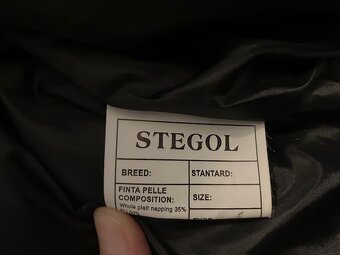 STEGOL
BREED: STANTARD:
FINTA PELLE
COMPOSITION: SIZE:
Whole plait napping 35%